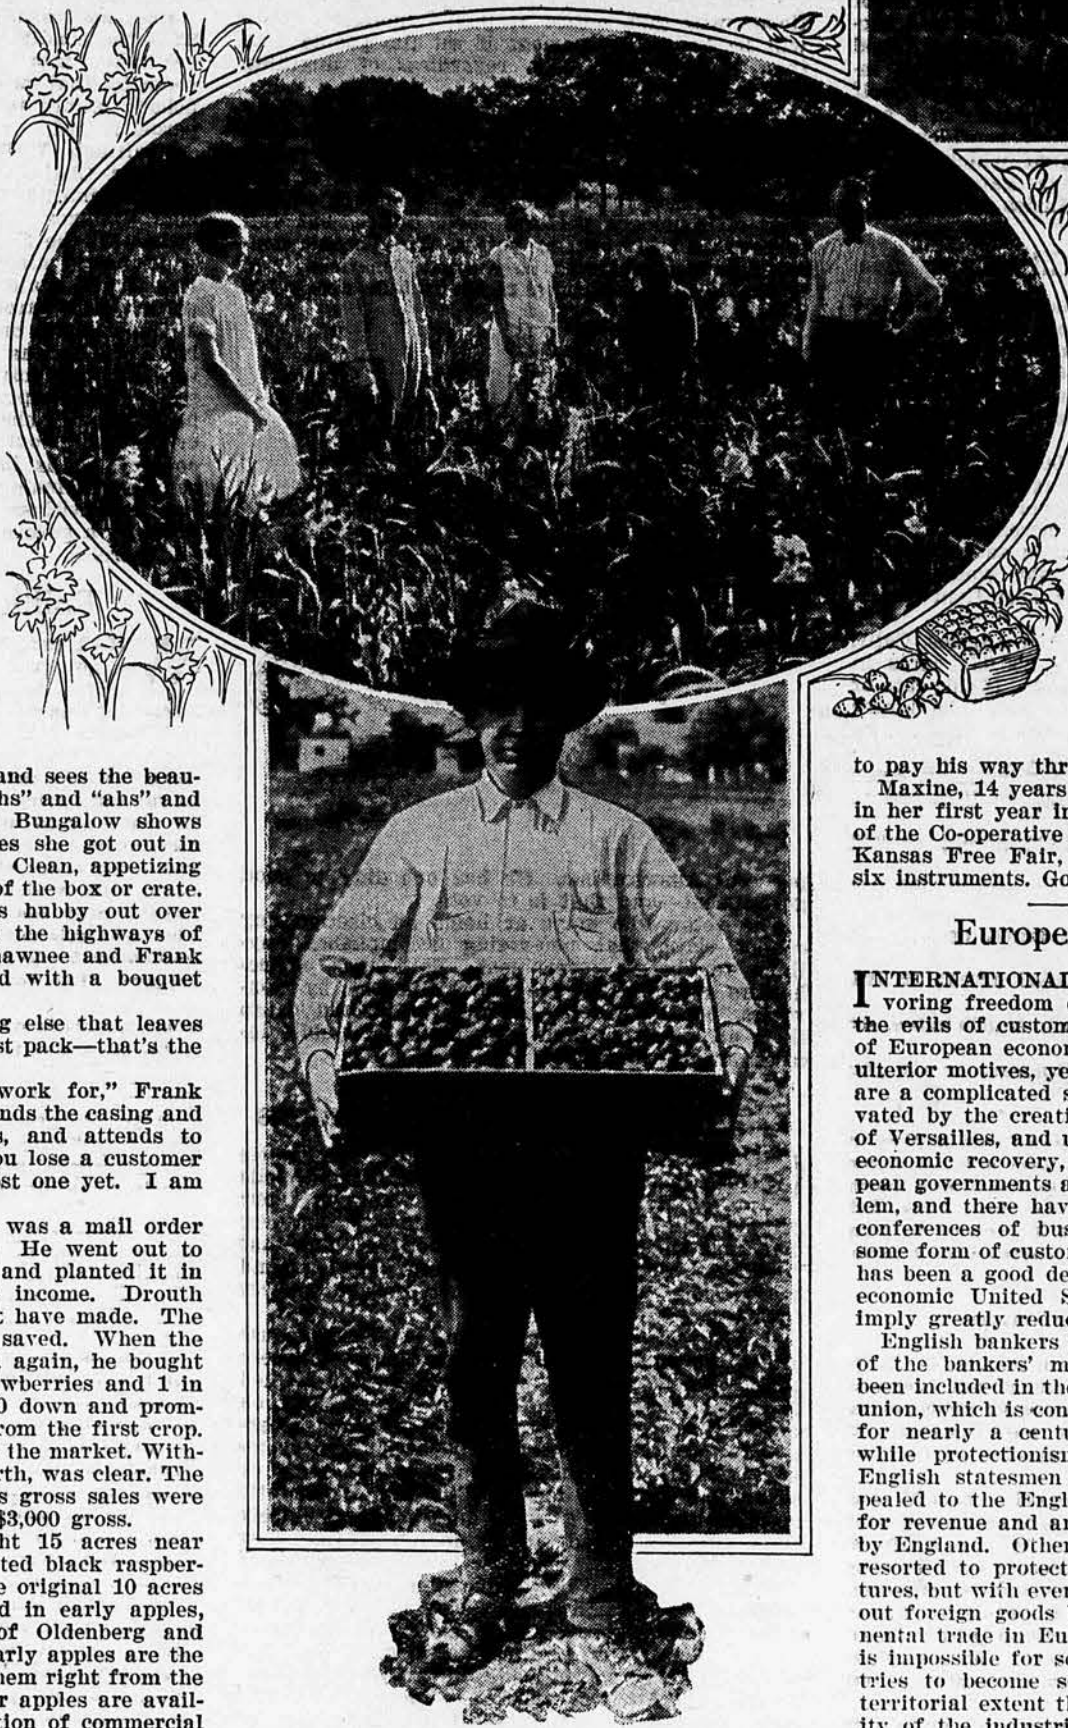 and sees the beau-
hs" and "ahs" and
Bungalow shows
es she got out in
Clean, appetizing
of the box or crate.
s hubby out over
the highways of
awnee and Frank
d with a bouquet
g else that leaves
st pack—that's the
work for," Frank
nds the casing and
s, and attends to
ou lose a customer
st one yet. I am
was a mail order
He went out to
and planted it in
income. Drouth
t have made. The
saved. When the
again, he bought
wberries and 1 in
0 down and prom-
rom the first crop.
the market. With-
rth, was clear. The
s gross sales were
$3,000 gross.
ht 15 acres near
ted black raspber-
e original 10 acres
d in early apples,
of Oldenberg and
arly apples are the
hem right from the
r apples are avail-
tion of commercial
to pay his way thr
Maxine, 14 years
in her first year in
of the Co-operative
Kansas Free Fair,
six instruments. Go
Europe
INTERNATIONAL
voring freedom
the evils of custom
of European econom
ulterior motives, ye
are a complicated s
vated by the creati
of Versailles, and u
economic recovery,
pean governments a
lem, and there hav
conferences of bus
some form of custo
has been a good de
economic United S
imply greatly reduc
English bankers
of the bankers' m
been included in the
union, which is con
for nearly a centu
while protectionism
English statesmen
pealed to the Engl
for revenue and ar
by England. Other
resorted to protect
tures, but with ever
out foreign goods
nental trade in Eu
is impossible for se
tries to become s
territorial extent th
ity of the industri